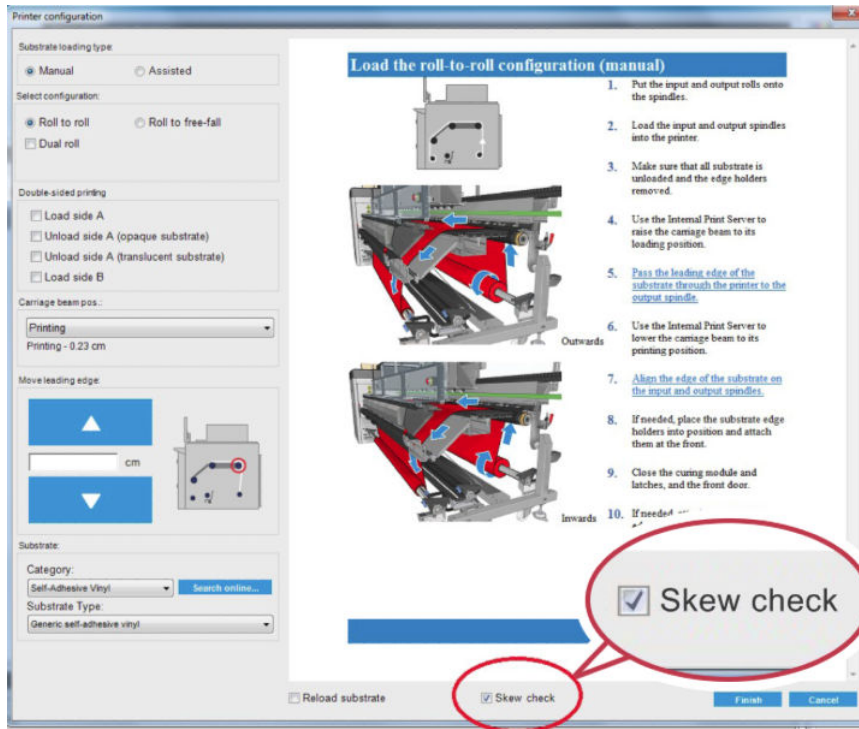 Printer configuration
Substrate loading type:
Manual
Assisted
Select configuration:
Roll to roll
Roll to free-fall
Dual roll
Double-sided printing
Load side A
Unload side A (opaque substrate)
Unload side A (translucent substrate)
Load side B
Carriage beam pos.:
Printing
Printing - 0.23 cm
Move leading edge:
cm
Substrate:
Category:
Self-Adhesive Vinyl
Search online...
Substrate Type:
Generic self-adhesive vinyl
Load the roll-to-roll configuration (manual)
1. Put the input and output rolls onto
the spindles.
2. Load the input and output spindles
into the printer.
3. Make sure that all substrate is
unloaded and the edge holders
removed.
4. Use the Internal Print Server to
raise the carriage beam to its
loading position.
5. Pass the leading edge of the
substrate through the printer to the
output spindle.
Outwards
6. Use the Internal Print Server to
lower the carriage beam to its
printing position.
7. Align the edge of the substrate on
the input and output spindles.
8. If needed, place the substrate edge
holders into position and attach
them at the front.
9. Close the curing module and
latches, and the front door.
Inwards
10. If needed,
Skew check
Reload substrate
Skew check
Finish
Cancel